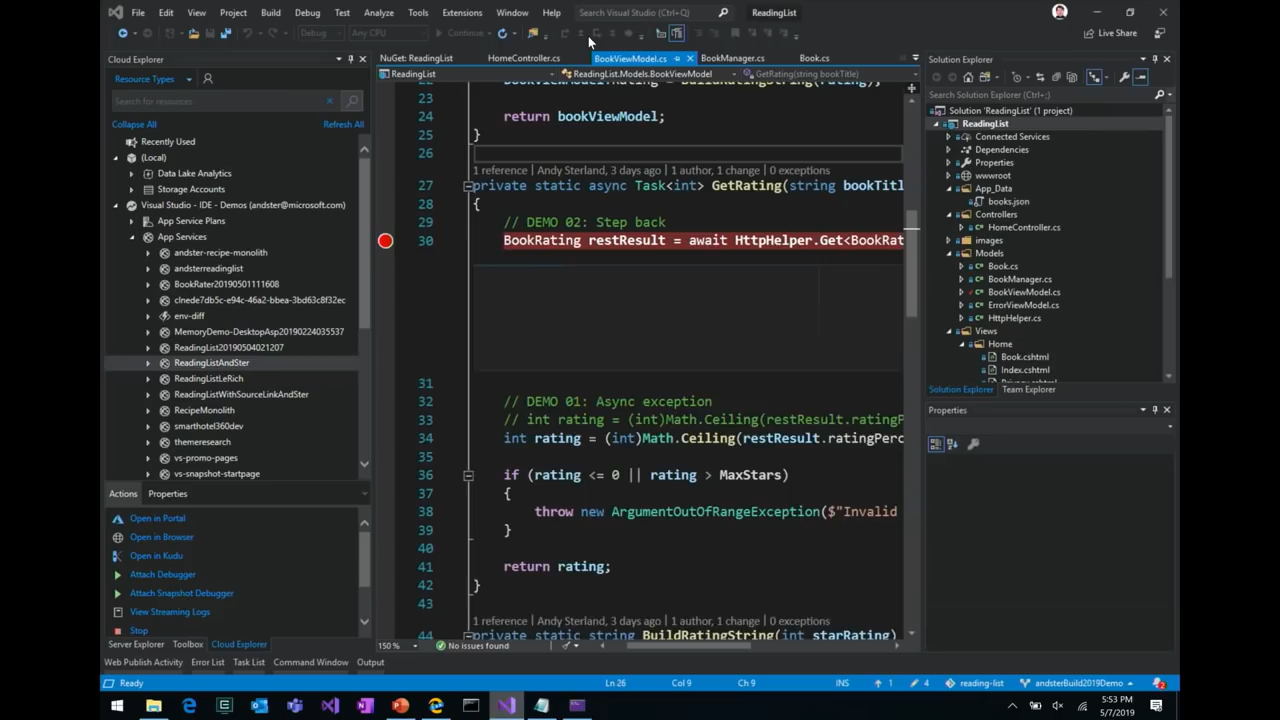 File Edit View Project Build Debug Test Analyze Tools Extensions Window Help Search Visual Studio (Ctrl+Q) ReadingList
Debug Any CPU Continue Live Share
Cloud Explorer
Resource Types
Search for resources
Collapse All Refresh All
Recently Used
(Local)
Data Lake Analytics
Storage Accounts
Visual Studio - IDE - Demos (andster@microsoft.com)
App Service Plans
App Services
andster-recipe-monolith
andsterreadinglist
BookRater20190501111608
clnede7db5c-e94c-46a2-bbea-3bd63c8f32ec
env-diff
MemoryDemo-DesktopAsp20190224035537
ReadingList20190504021207
ReadingListAndSter
ReadingListLeRich
ReadingListWithSourceLinkAndSter
RecipeMonolith
smarthotel360dev
themeresearch
vs-promo-pages
vs-snapshot-startpage
Actions Properties
Open in Portal
Open in Browser
Open in Kudu
Attach Debugger
Attach Snapshot Debugger
View Streaming Logs
Stop
Server Explorer Toolbox Cloud Explorer
NuGet: ReadingList HomeController.cs BookViewModel.cs BookManager.cs Book.cs
ReadingList ReadingList.Models.BookViewModel GetRating(string bookTitle)
23
24 return bookViewModel;
25 }
26
1 reference | Andy Sterland, 3 days ago | 1 author, 1 change | 0 exceptions
27 private static async Task<int> GetRating(string bookTitl
28 {
29 // DEMO 02: Step back
30 BookRating restResult = await HttpHelper.Get<BookRat
31
32 // DEMO 01: Async exception
33 // int rating = (int)Math.Ceiling(restResult.ratingP
34 int rating = (int)Math.Ceiling(restResult.ratingPerc
35
36 if (rating <= 0 || rating > MaxStars)
37 {
38 throw new ArgumentOutOfRangeException($"Invalid
39 }
40
41 return rating;
42 }
43
1 reference | Andy Sterland, 3 days ago | 1 author, 1 change | 0 exceptions
44 private static string BuildRatingString(int starRating)
150 % No issues found
Solution Explorer
Search Solution Explorer (Ctrl+;)
Solution 'ReadingList' (1 project)
ReadingList
Connected Services
Dependencies
Properties
wwwroot
App_Data
books.json
Controllers
HomeController.cs
images
Models
Book.cs
BookManager.cs
BookViewModel.cs
ErrorViewModel.cs
HttpHelper.cs
Views
Home
Book.cshtml
Index.cshtml
Solution Explorer Team Explorer
Properties
Web Publish Activity Error List Task List Command Window Output
Ready Ln 26 Col 9 Ch 9 INS 1 4 reading-list andsterBuild2019Demo 2
5:53 PM
5/7/2019